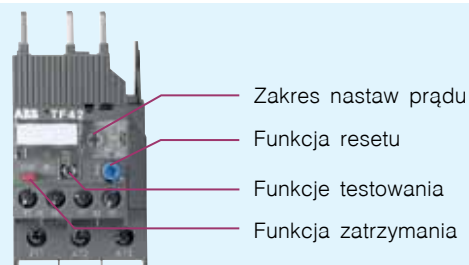 ABB TF42
Zakres nastaw prądu
Funkcja resetu
Funkcje testowania
Funkcja zatrzymania